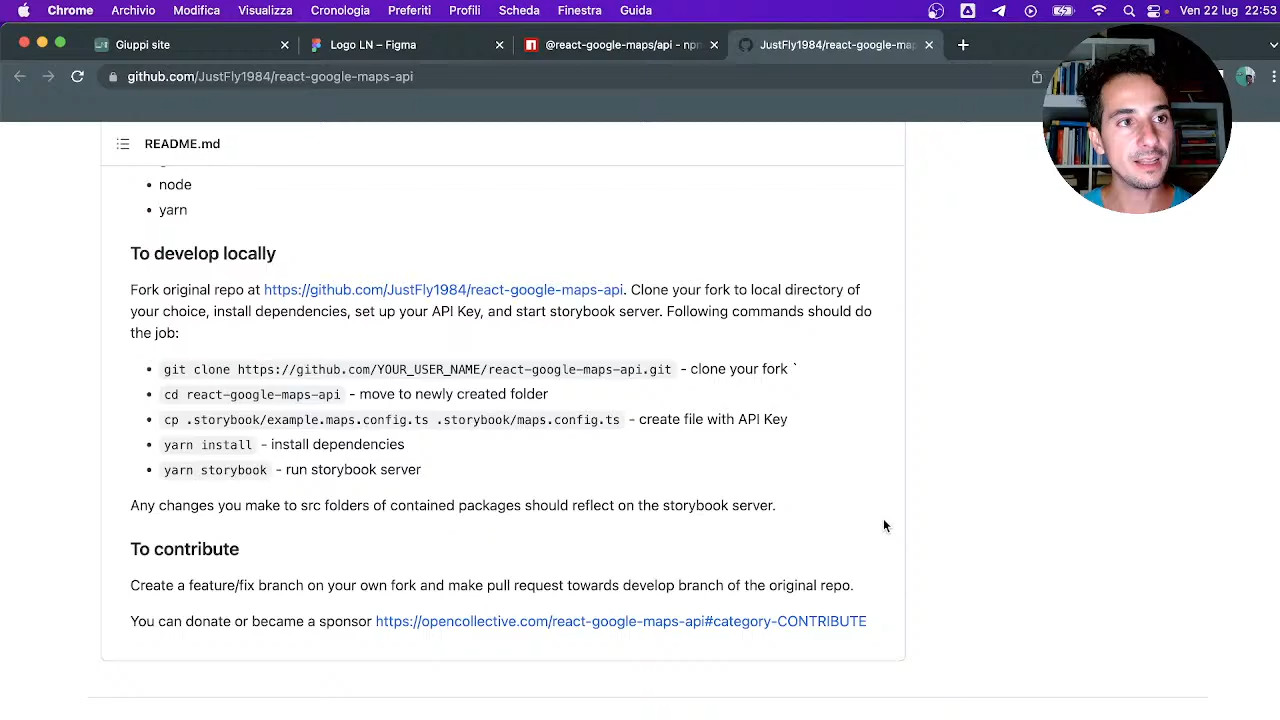 Chrome Archivio Modifica Visualizza Cronologia Preferiti Profili Scheda Finestra Guida Ven 22 lug 22:53
Giuppi site
Logo LN – Figma
@react-google-maps/api - npm
JustFly1984/react-google-map
github.com/JustFly1984/react-google-maps-api
README.md
node
yarn
To develop locally
Fork original repo at https://github.com/JustFly1984/react-google-maps-api. Clone your fork to local directory of
your choice, install dependencies, set up your API Key, and start storybook server. Following commands should do
the job:
git clone https://github.com/YOUR_USER_NAME/react-google-maps-api.git - clone your fork `
cd react-google-maps-api - move to newly created folder
cp .storybook/example.maps.config.ts .storybook/maps.config.ts - create file with API Key
yarn install - install dependencies
yarn storybook - run storybook server
Any changes you make to src folders of contained packages should reflect on the storybook server.
To contribute
Create a feature/fix branch on your own fork and make pull request towards develop branch of the original repo.
You can donate or became a sponsor https://opencollective.com/react-google-maps-api#category-CONTRIBUTE